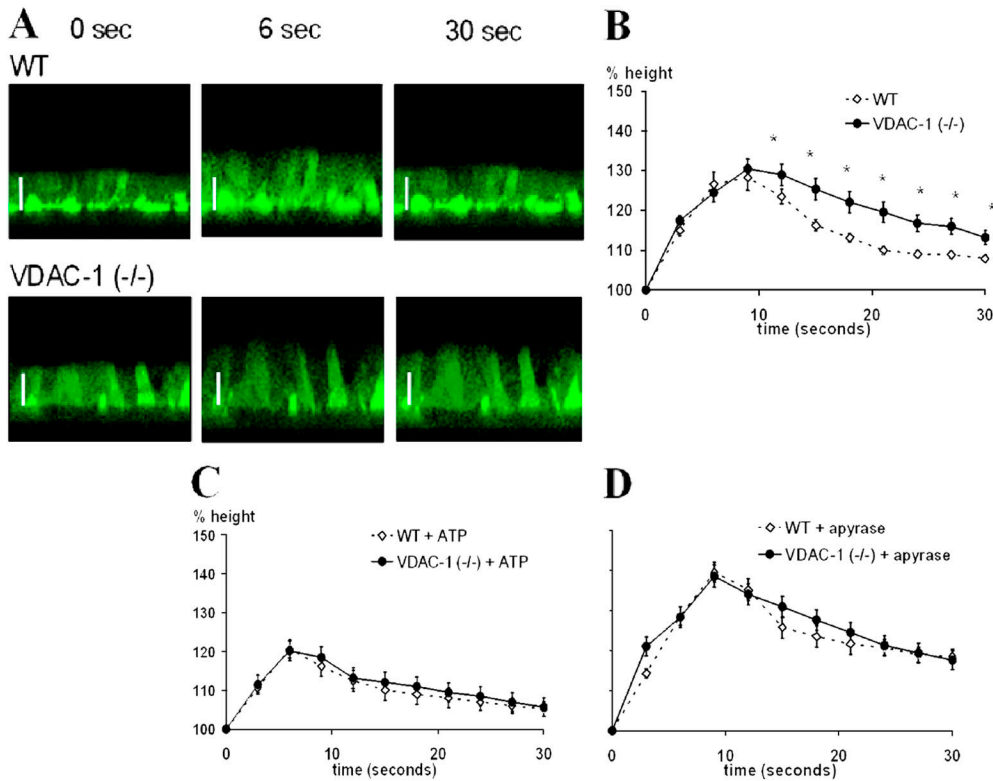 A
0 sec 6 sec 30 sec
WT
VDAC-1 (-/-)
B
% height
150
140
130
120
110
100
0 10 20 30
time (seconds)
WT
VDAC-1 (-/-)
* * * * * * *
C
% height
150
140
130
120
110
100
0 10 20 30
time (seconds)
WT + ATP
VDAC-1 (-/-) + ATP
D
WT + apyrase
VDAC-1 (-/-) + apyrase
0 10 20 30
time (seconds)